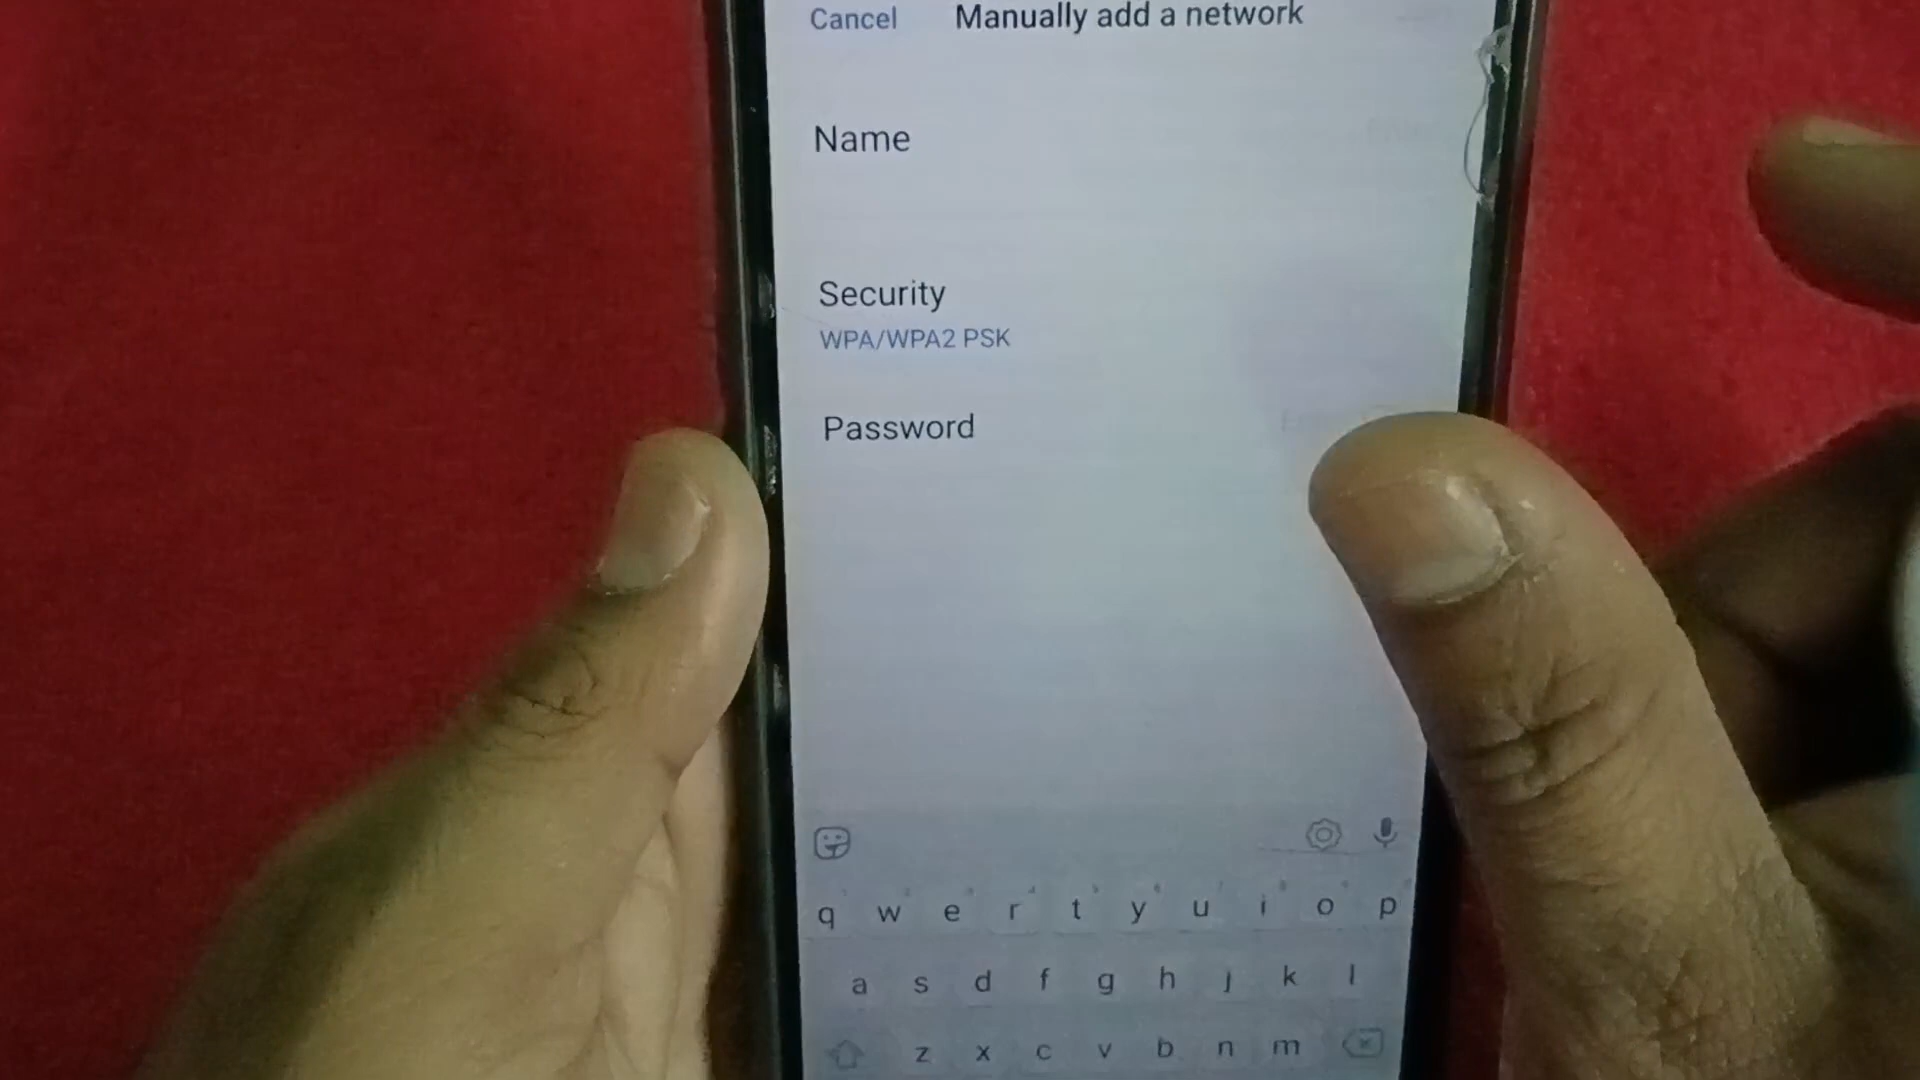 Cancel Manually add a network
Name
Security
WPA/WPA2 PSK
Password
q w e r t y u i o p
a s d f g h j k l
z x c v b n m